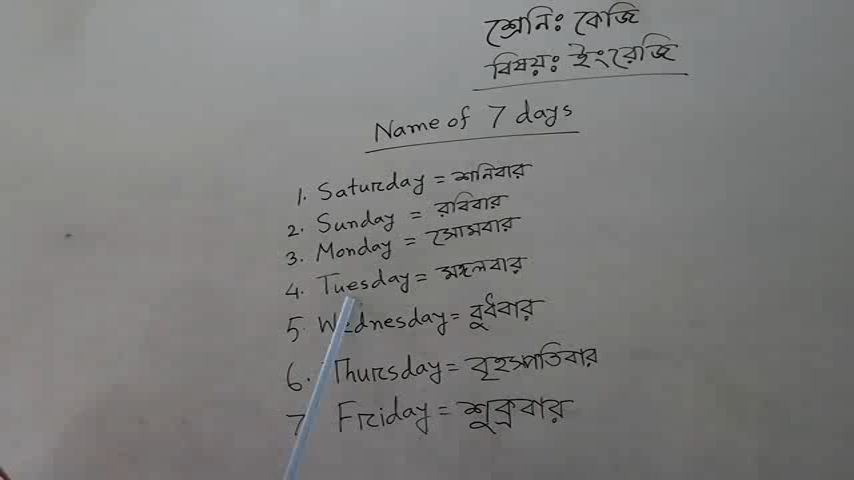 শ্রেনিঃ কেজি
বিষয়ঃ ইংরেজি
Name of 7 days
1. Saturday = শনিবার
2. Sunday = রবিবার
3. Monday = সোমবার
4. Tuesday = মঙ্গলবার
5. Wednesday = বুধবার
6. Thursday = বৃহস্পতিবার
7 Friday = শুক্রবার